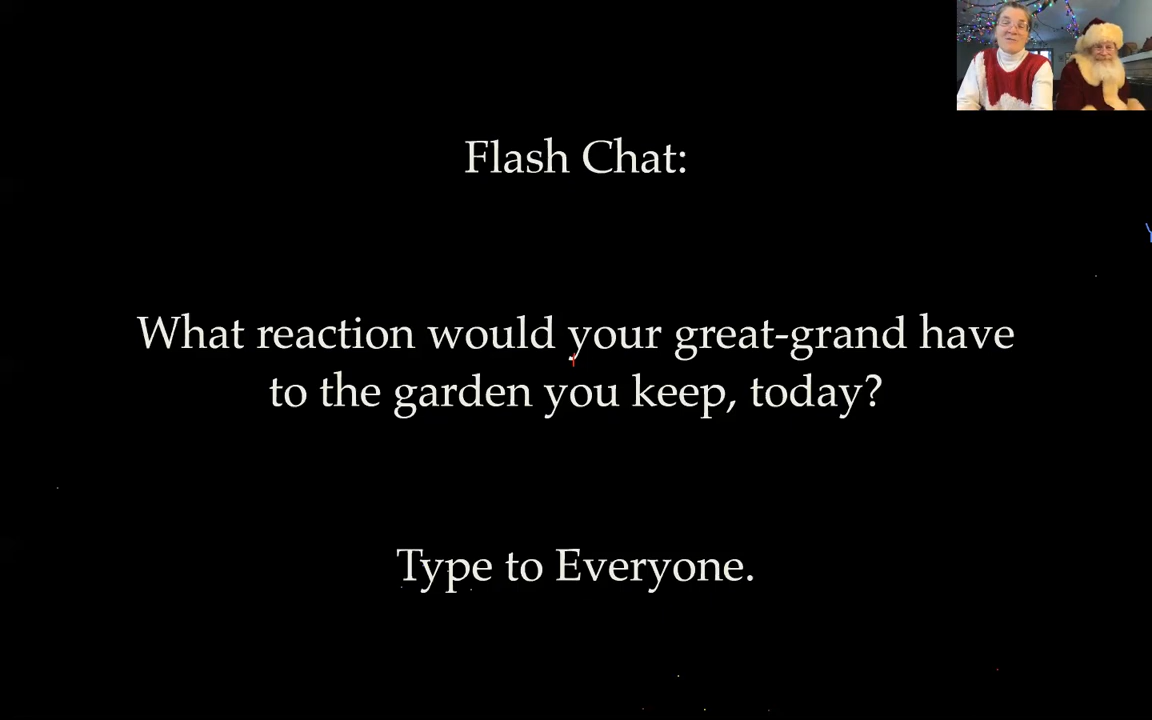 Flash Chat:
What reaction would your great-grand have
to the garden you keep, today?
Type to Everyone.